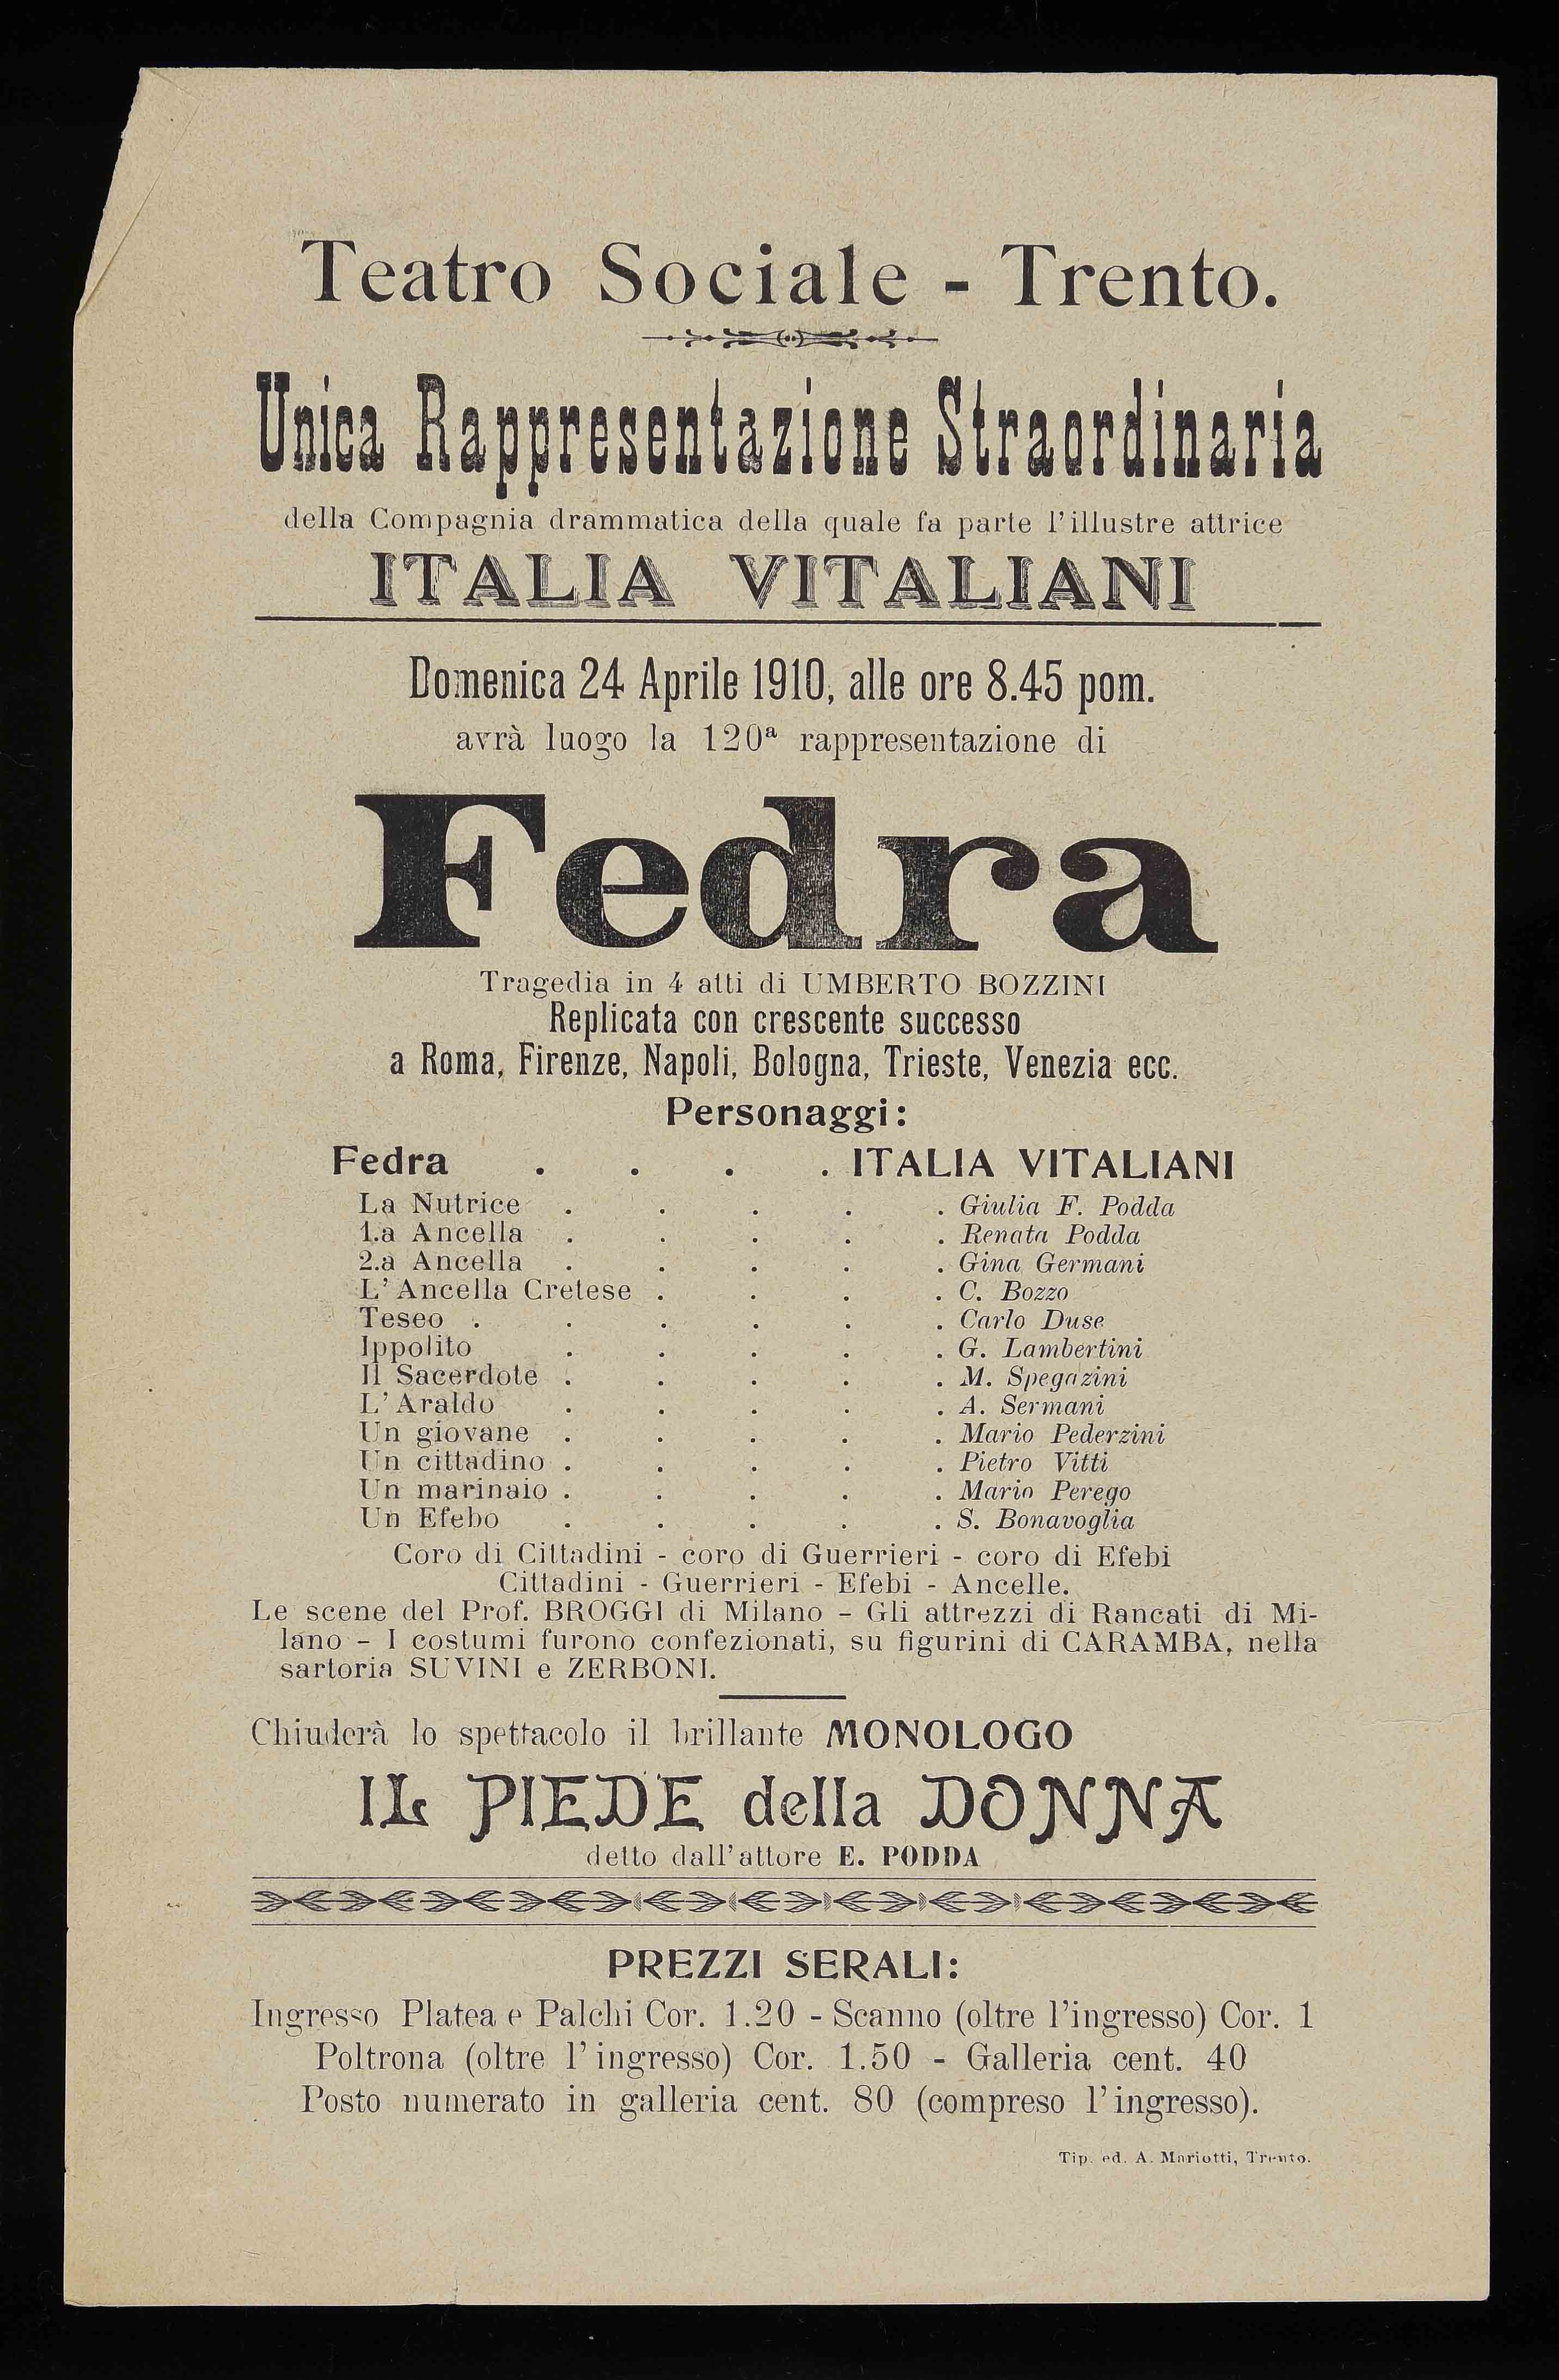 Teatro Sociale - Trento.
Unica Rappresentazione Straordinaria
della Compagnia drammatica della quale fa parte l'illustre attrice
ITALIA VITALIANI
Domenica 24 Aprile 1910, alle ore 8.45 pom.
avrà luogo la 120ª rappresentazione di
Fedra
Tragedia in 4 atti di UMBERTO BOZZINI
Replicata con crescente successo
a Roma, Firenze, Napoli, Bologna, Trieste, Venezia ecc.
Personaggi:
Fedra . . . . ITALIA VITALIANI
La Nutrice . . . . . Giulia F. Podda
1.a Ancella . . . . . Renata Podda
2.a Ancella . . . . . Gina Germani
L'Ancella Cretese . . . . C. Bozzo
Teseo . . . . . . Carlo Duse
Ippolito . . . . . G. Lambertini
Il Sacerdote . . . . . M. Spegazini
L'Araldo . . . . . A. Sermani
Un giovane . . . . . Mario Pederzini
Un cittadino . . . . . Pietro Vitti
Un marinaio . . . . . Mario Perego
Un Efebo . . . . . S. Bonavoglia
Coro di Cittadini - coro di Guerrieri - coro di Efebi
Cittadini - Guerrieri - Efebi - Ancelle.
Le scene del Prof. BROGGI di Milano - Gli attrezzi di Rancati di Mi-
lano - I costumi furono confezionati, su figurini di CARAMBA, nella
sartoria SUVINI e ZERBONI.
Chiuderà lo spettacolo il brillante MONOLOGO
IL PIEDE della DONNA
detto dall'attore E. PODDA
PREZZI SERALI:
Ingresso Platea e Palchi Cor. 1.20 - Scanno (oltre l'ingresso) Cor. 1
Poltrona (oltre l'ingresso) Cor. 1.50 - Galleria cent. 40
Posto numerato in galleria cent. 80 (compreso l'ingresso).
Tip. ed. A. Mariotti, Trento.